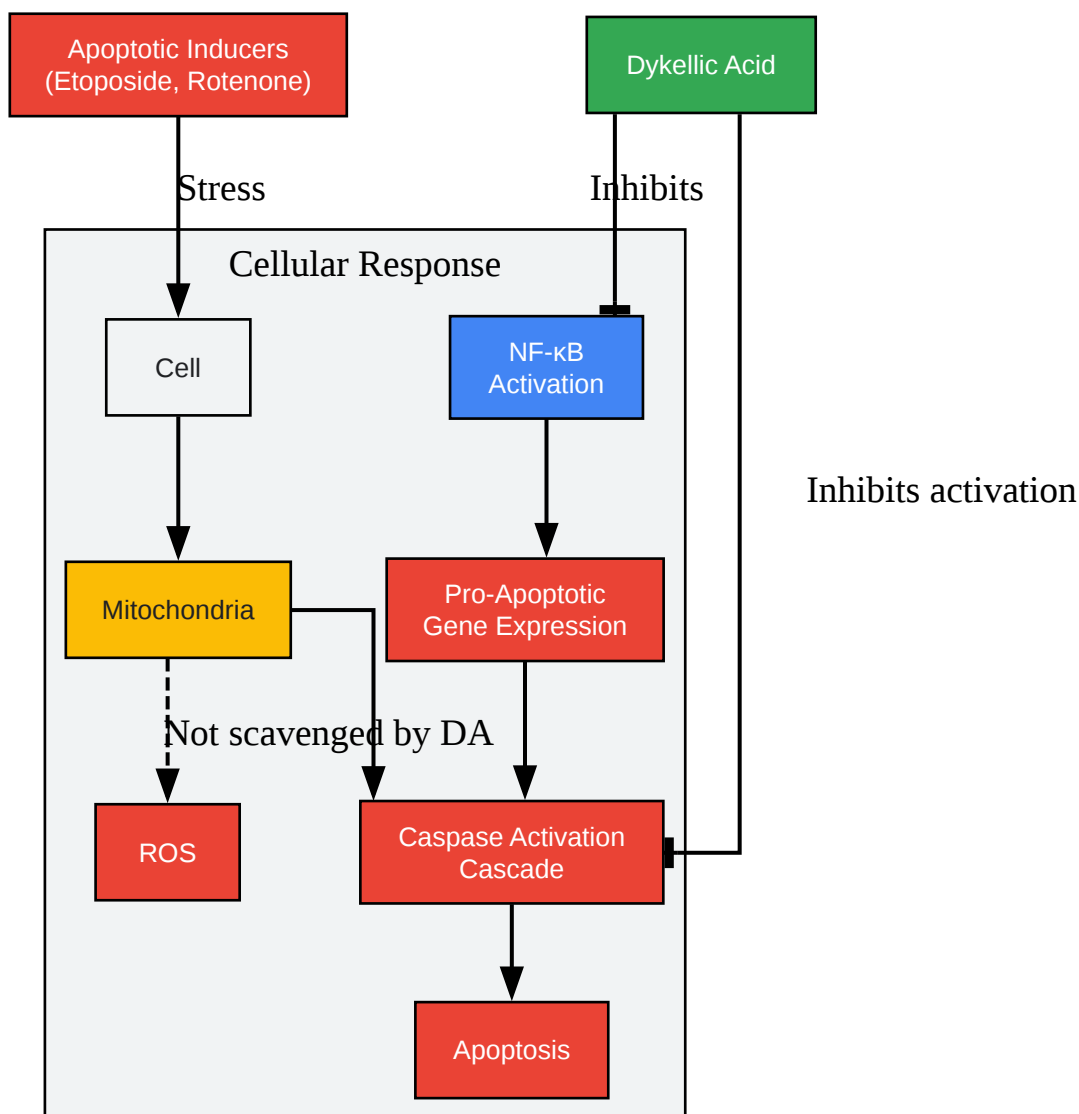 Apoptotic Inducers
(Etoposide, Rotenone)
Dykellic Acid
Stress
Inhibits
Cellular Response
Cell
NF-κB
Activation
Inhibits activation
Mitochondria
Pro-Apoptotic
Gene Expression
Not scavenged by DA
ROS
Caspase Activation
Cascade
Apoptosis